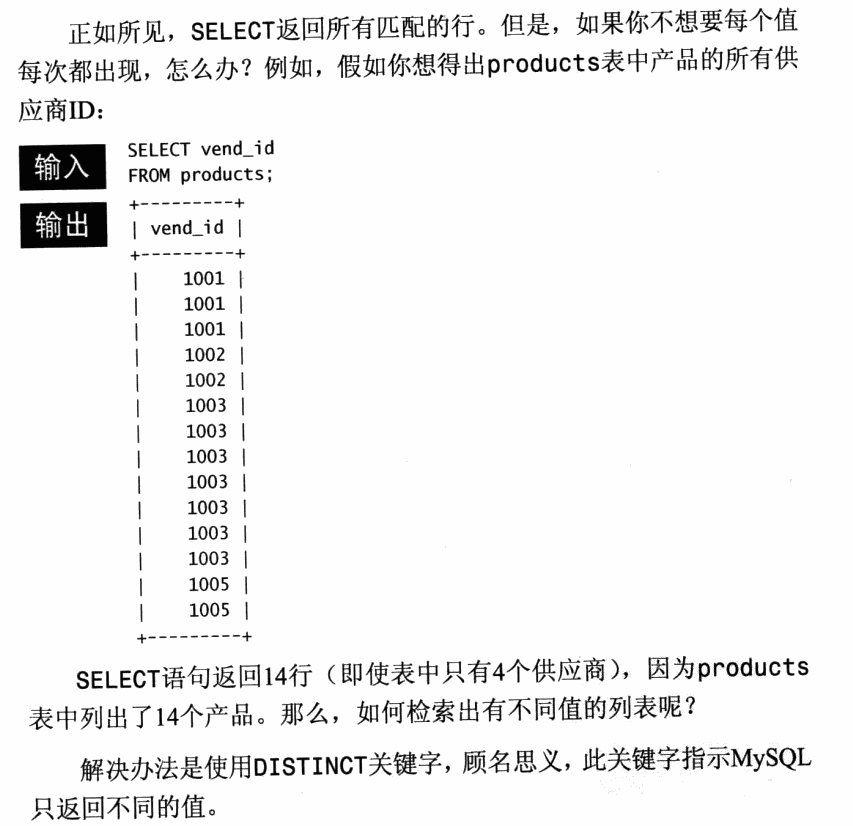 正如所见，SELECT返回所有匹配的行。但是，如果你不想要每个值
每次都出现，怎么办？例如，假如你想得出products表中产品的所有供
应商ID：
输入
SELECT vend_id
FROM products;
输出
+---------+
| vend_id |
+---------+
|    1001 |
|    1001 |
|    1001 |
|    1002 |
|    1002 |
|    1003 |
|    1003 |
|    1003 |
|    1003 |
|    1003 |
|    1003 |
|    1003 |
|    1005 |
|    1005 |
+---------+
SELECT语句返回14行（即使表中只有4个供应商），因为products
表中列出了14个产品。那么，如何检索出有不同值的列表呢？
解决办法是使用DISTINCT关键字，顾名思义，此关键字指示MySQL
只返回不同的值。